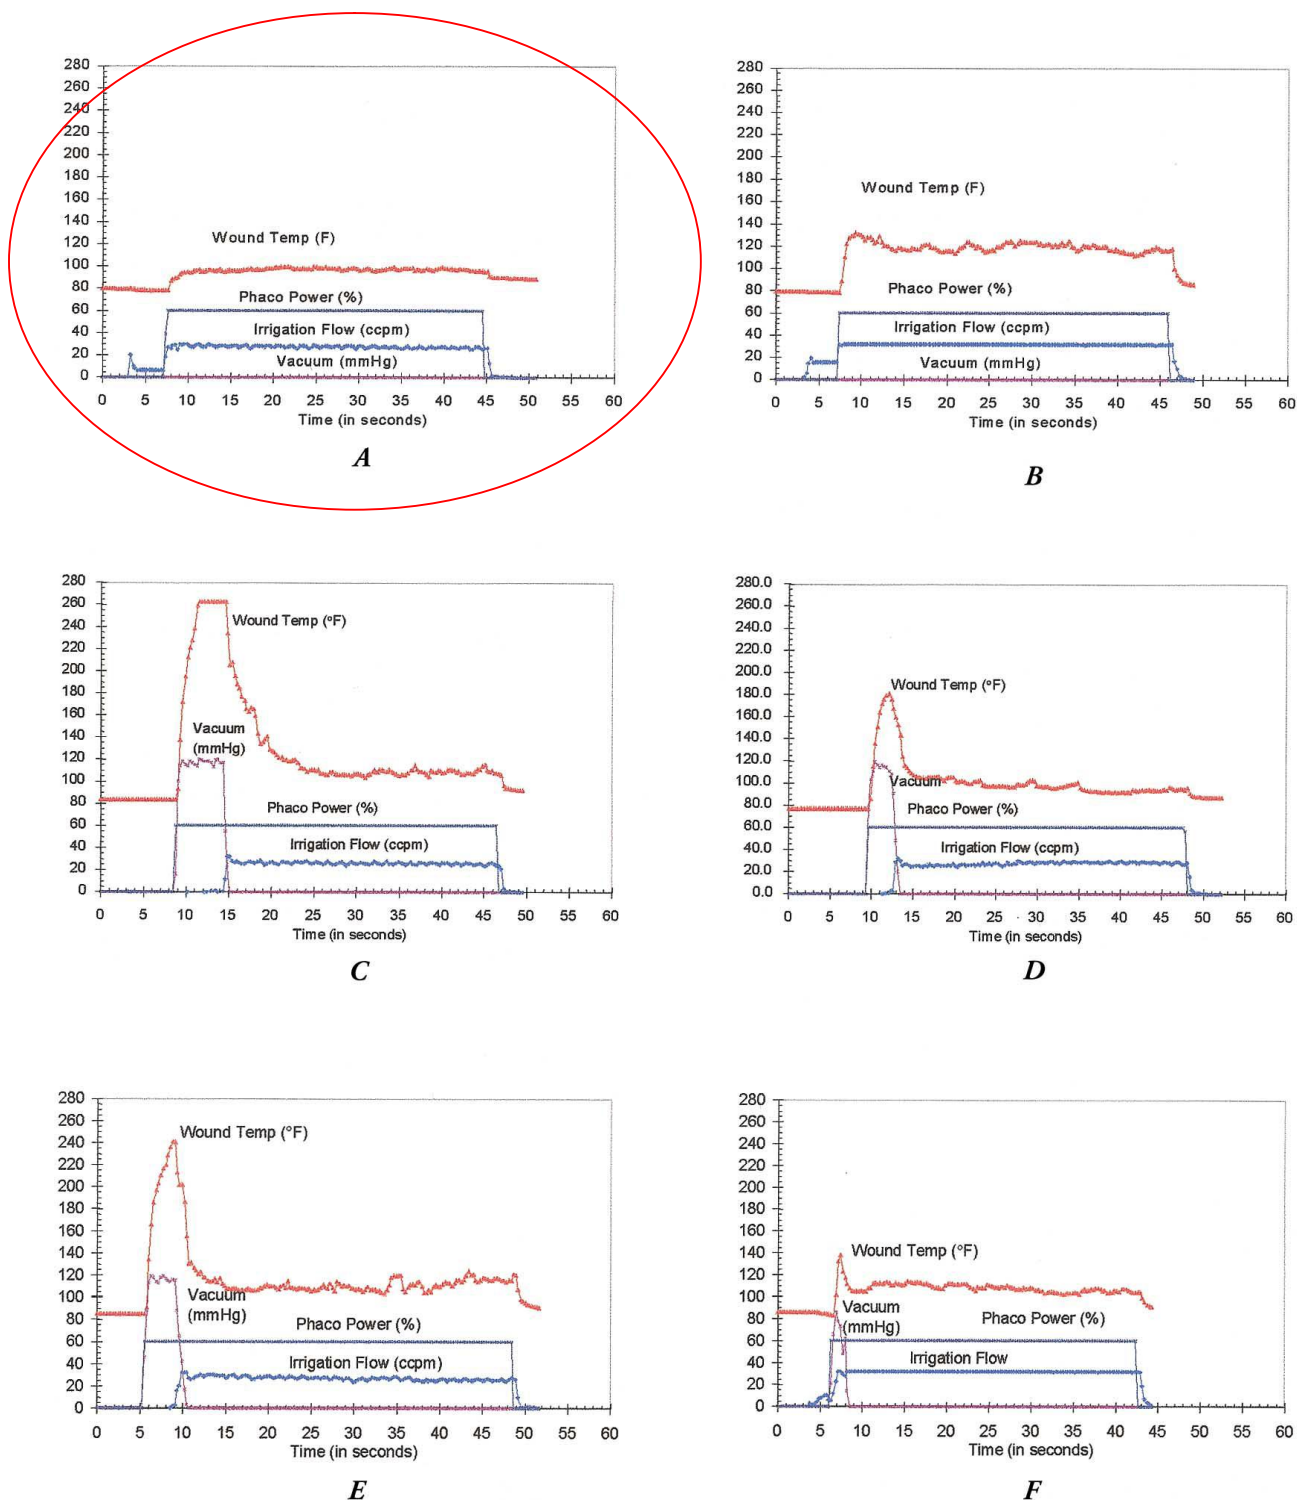 280
260
240
220
200
180
160
140
120
100
80
60
40
20
0
Wound Temp (F)
Phaco Power (%)
Irrigation Flow (ccpm)
Vacuum (mmHg)
0 5 10 15 20 25 30 35 40 45 50 55 60
Time (in seconds)
A
280
260
240
220
200
180
160
140
120
100
80
60
40
20
0
Wound Temp (F)
Phaco Power (%)
Irrigation Flow (ccpm)
Vacuum (mmHg)
0 5 10 15 20 25 30 35 40 45 50 55 60
Time (in seconds)
B
280
260
240
220
200
180
160
140
120
100
80
60
40
20
0
Wound Temp (ºF)
Vacuum
(mmHg)
Phaco Power (%)
Irrigation Flow (ccpm)
0 5 10 15 20 25 30 35 40 45 50 55 60
Time (in seconds)
C
280.0
260.0
240.0
220.0
200.0
180.0
160.0
140.0
120.0
100.0
80.0
60.0
40.0
20.0
0.0
Wound Temp (ºF)
Vacuum
Phaco Power (%)
Irrigation Flow (ccpm)
0 5 10 15 20 25 30 35 40 45 50 55 60
Time (in seconds)
D
280
260
240
220
200
180
160
140
120
100
80
60
40
20
0
Wound Temp (°F)
Vacuum
(mmHg)
Phaco Power (%)
Irrigation Flow (ccpm)
0 5 10 15 20 25 30 35 40 45 50 55 60
Time (in seconds)
E
280
260
240
220
200
180
160
140
120
100
80
60
40
20
0
Wound Temp (°F)
Vacuum
(mmHg)
Phaco Power (%)
Irrigation Flow
0 5 10 15 20 25 30 35 40 45 50 55 60
Time (in seconds)
F